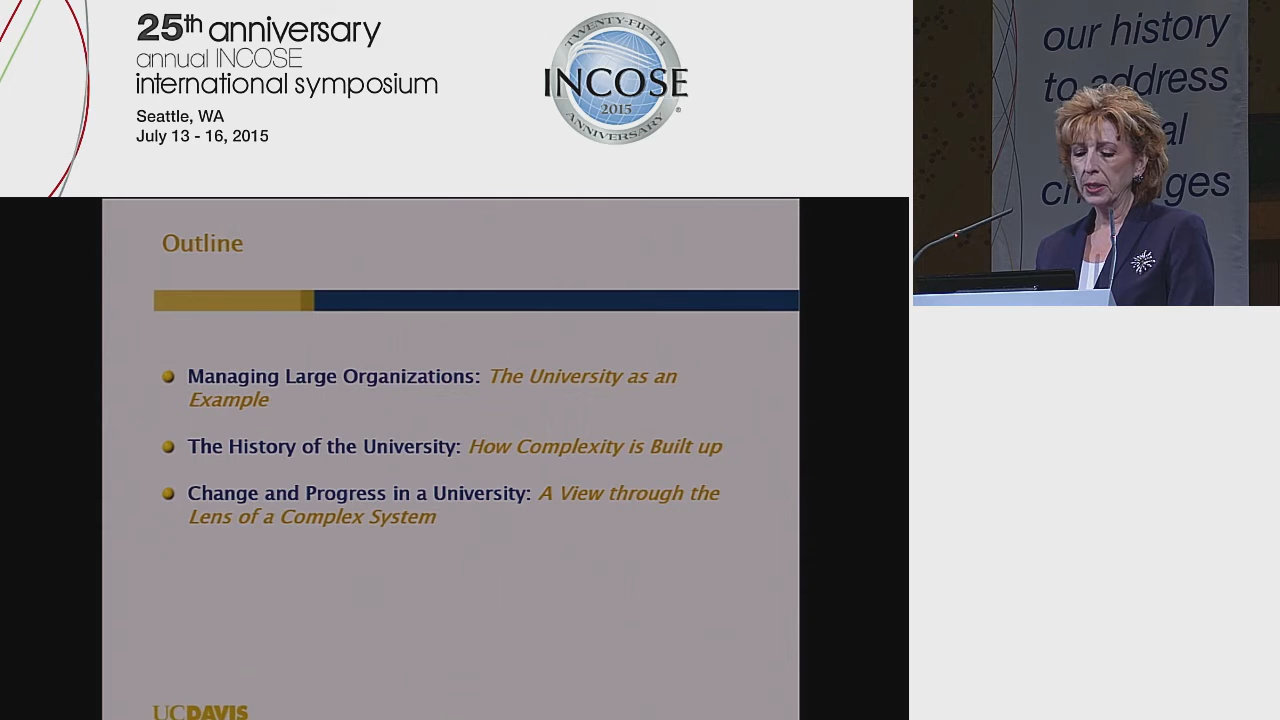 25th anniversary
annual INCOSE
international symposium
Seattle, WA
July 13 - 16, 2015
TWENTY-FIFTH
INCOSE
2015
ANNIVERSARY
®
our history
to address
ges
Outline
Managing Large Organizations: The University as an
Example
The History of the University: How Complexity is Built up
Change and Progress in a University: A View through the
Lens of a Complex System
UCDAVIS